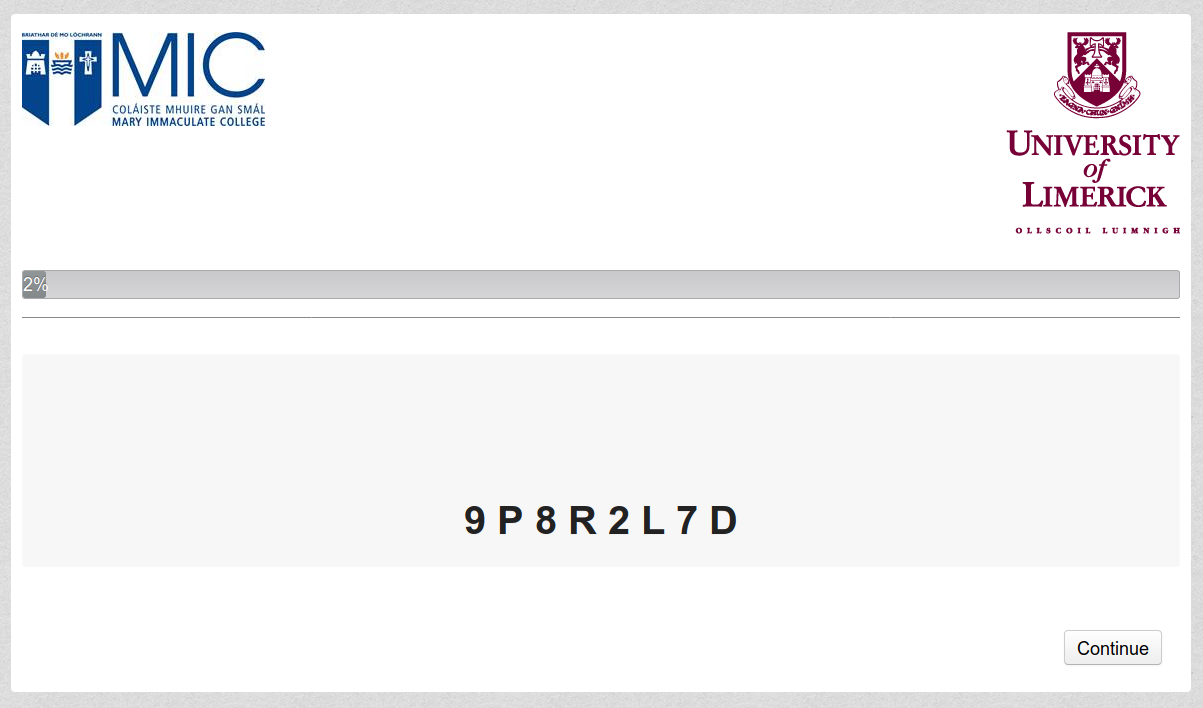 BRIATHAR DÉ MO LÓCHRANN
MIC
COLÁISTE MHUIRE GAN SMÁL
MARY IMMACULATE COLLEGE
UNIVERSITY
of
LIMERICK
OLLSCOIL LUIMNIGH
2%
9 P 8 R 2 L 7 D
Continue